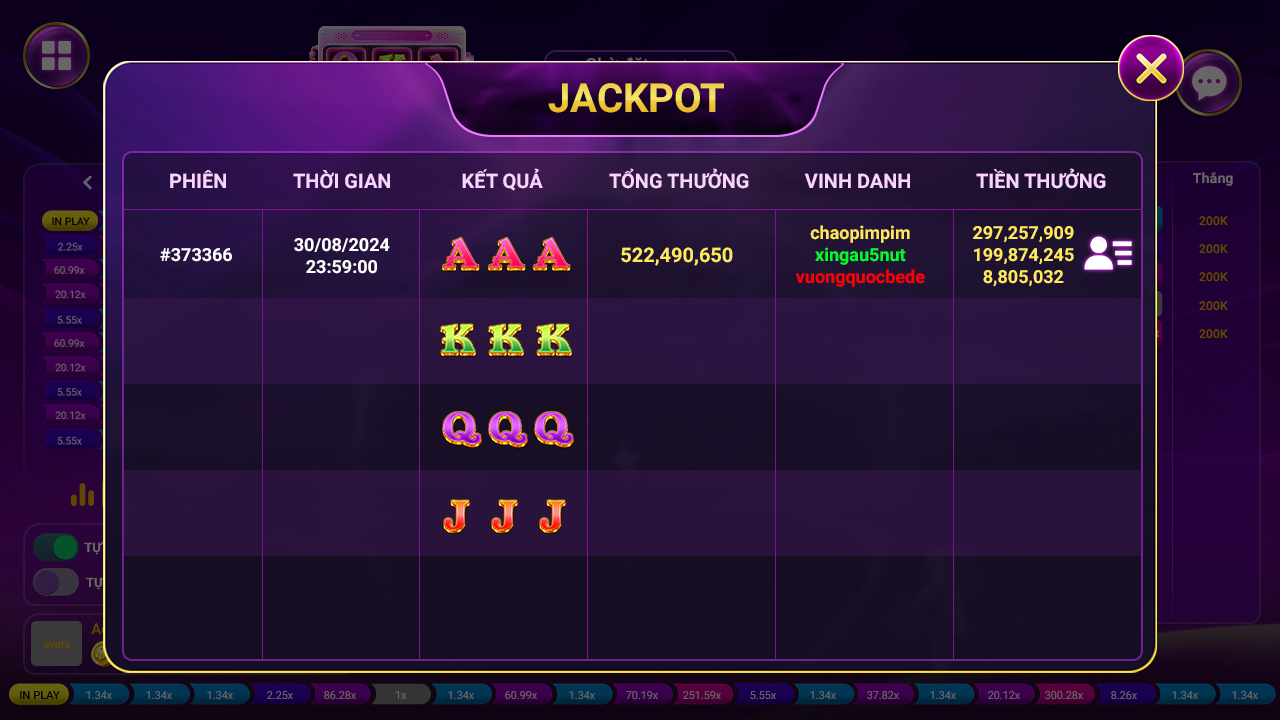 JACKPOT
PHIÊN THỜI GIAN KẾT QUẢ TỔNG THƯỞNG VINH DANH TIỀN THƯỞNG
#373366
30/08/2024
23:59:00
A A A
522,490,650
chaopimpim
xingau5nut
vuongquocbede
297,257,909
199,874,245
8,805,032
K K K
Q Q Q
J J J
IN PLAY
2.25x
60.99x
20.12x
5.55x
60.99x
20.12x
5.55x
20.12x
5.55x
TỰ
TỰ
avata
Thắng
200K
200K
200K
200K
200K
IN PLAY 1.34x 1.34x 1.34x 2.25x 86.28x 1x 1.34x 60.99x 1.34x 70.19x 251.59x 5.55x 1.34x 37.82x 1.34x 20.12x 300.28x 8.26x 1.34x 1.34x